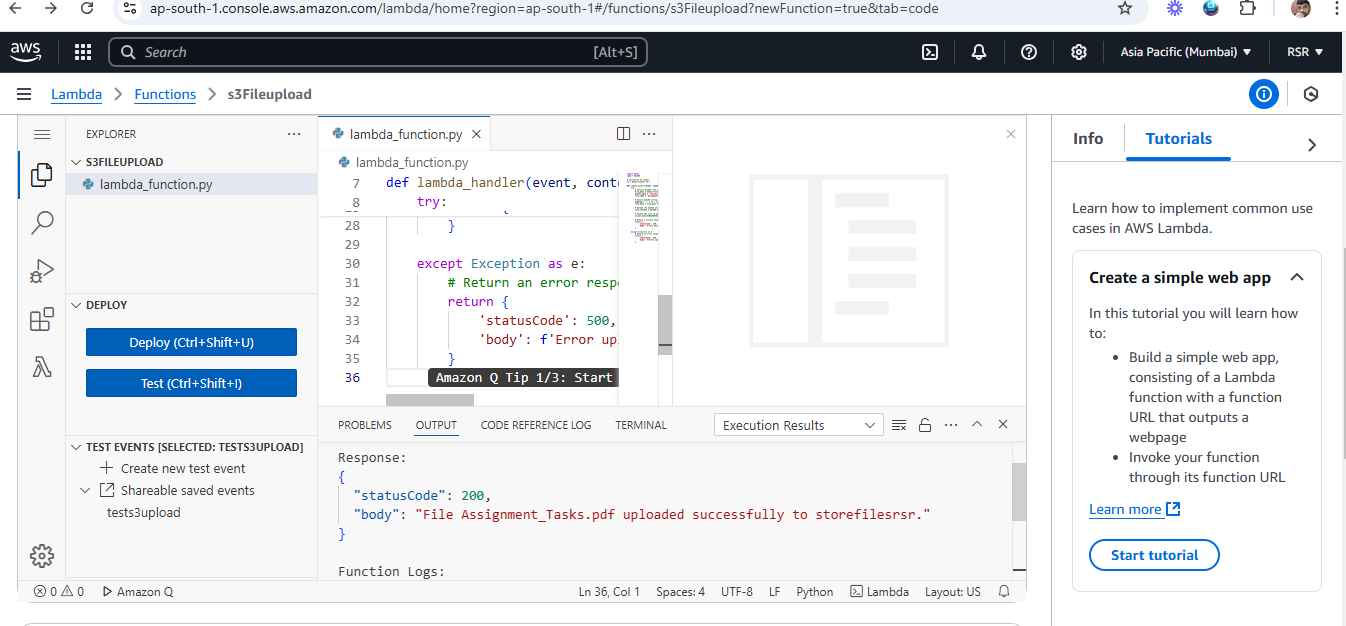 ap-south-1.console.aws.amazon.com/lambda/home?region=ap-south-1#/functions/s3Fileupload?newFunction=true&tab=code
aws
Search
[Alt+S]
Asia Pacific (Mumbai) ▼
RSR ▼
Lambda > Functions > s3Fileupload
EXPLORER
S3FILEUPLOAD
lambda_function.py
DEPLOY
Deploy (Ctrl+Shift+U)
Test (Ctrl+Shift+I)
TEST EVENTS [SELECTED: TESTS3UPLOAD]
Create new test event
Shareable saved events
tests3upload
lambda_function.py
lambda_function.py
7 def lambda_handler(event, cont
8 try:
28 }
29
30 except Exception as e:
31 # Return an error resp
32 return {
33 'statusCode': 500,
34 'body': f'Error up
35 }
36 Amazon Q Tip 1/3: Start
PROBLEMS OUTPUT CODE REFERENCE LOG TERMINAL
Execution Results
Response:
{
"statusCode": 200,
"body": "File Assignment_Tasks.pdf uploaded successfully to storefilesrsr."
}
Function Logs:
0 0 Amazon Q
Ln 36, Col 1 Spaces: 4 UTF-8 LF Python Lambda Layout: US
Info
Tutorials
Learn how to implement common use
cases in AWS Lambda.
Create a simple web app
In this tutorial you will learn how
to:
• Build a simple web app,
consisting of a Lambda
function with a function
URL that outputs a
webpage
• Invoke your function
through its function URL
Learn more
Start tutorial